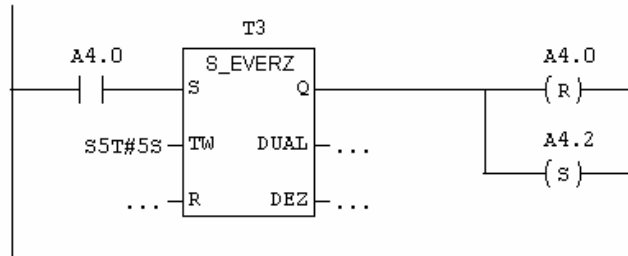 T3
A4.0 S_EVERZ A4.0
S Q ( R )
S5T#5S TW DUAL ... A4.2
( S )
... R DEZ ...